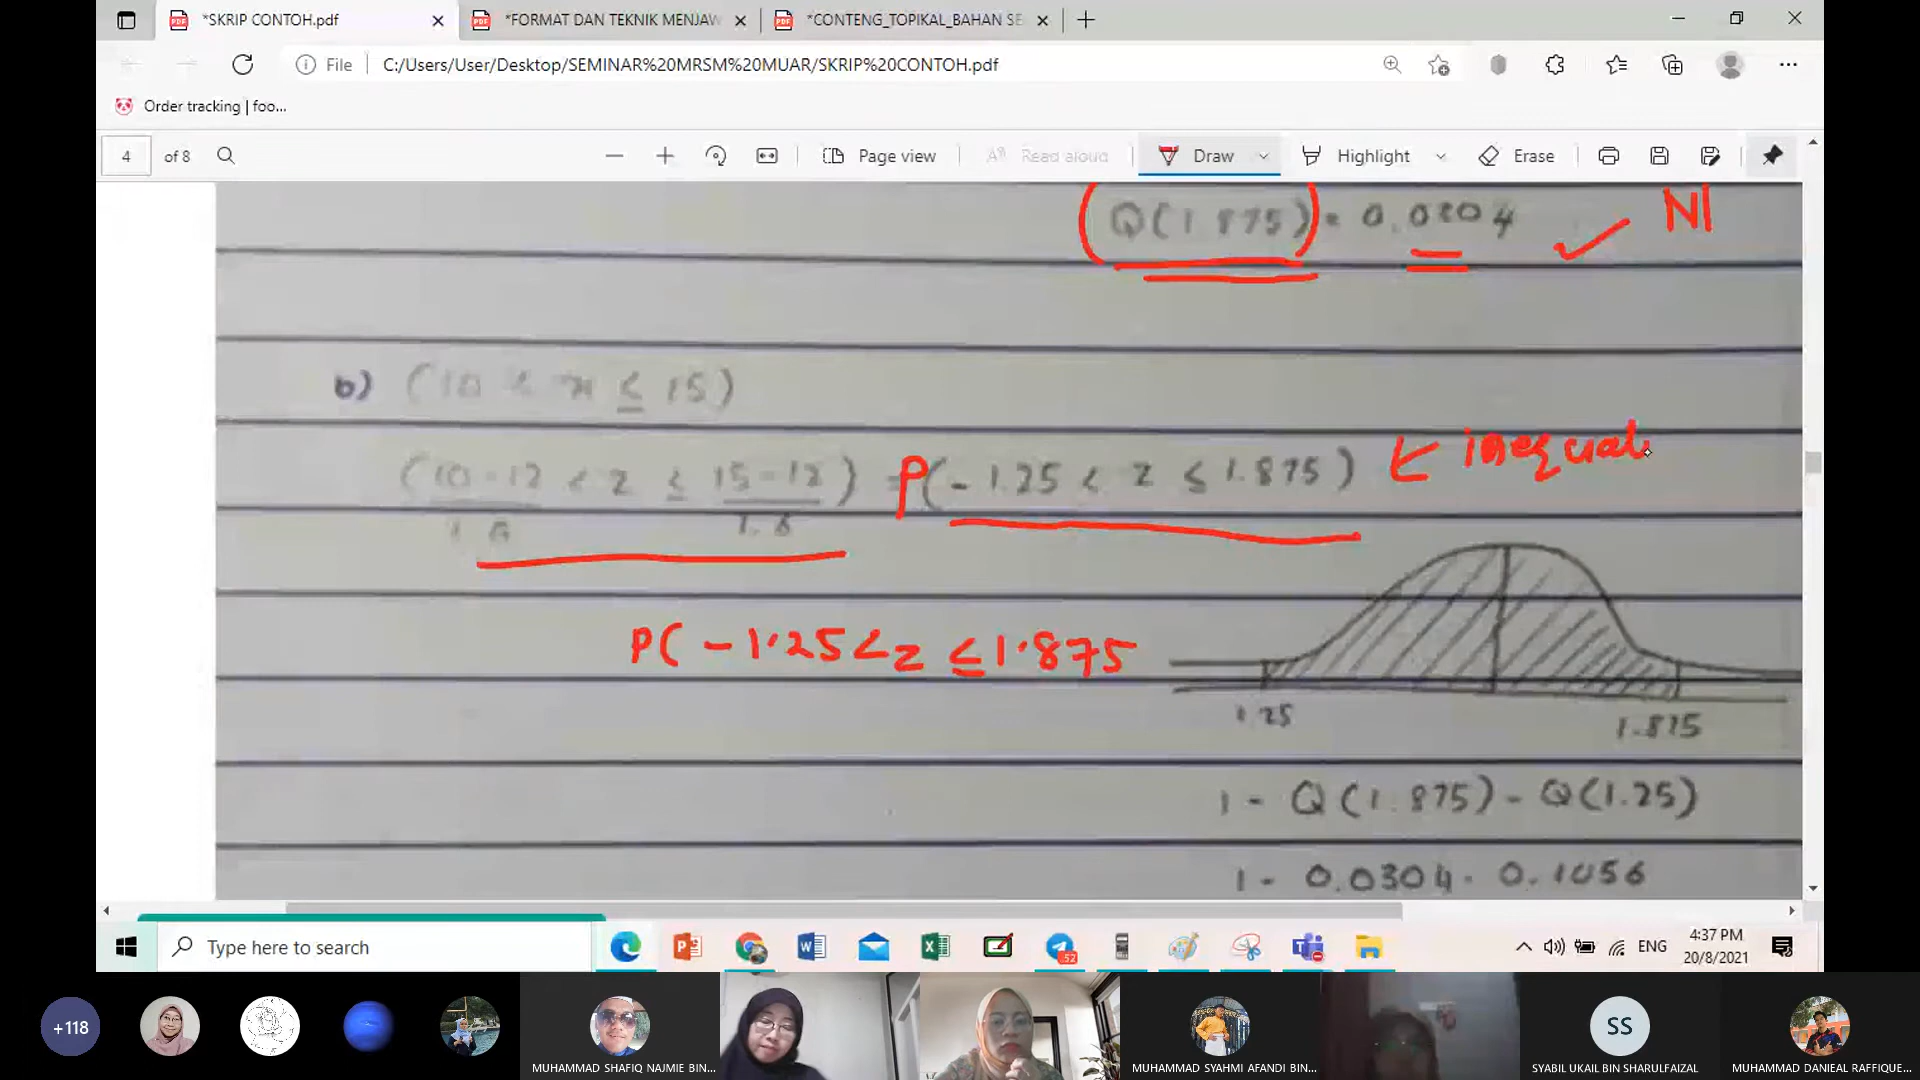 *SKRIP CONTOH.pdf
*FORMAT DAN TEKNIK MENJAW
*CONTENG_TOPIKAL_BAHAN SE
File
C:/Users/User/Desktop/SEMINAR%20MRSM%20MUAR/SKRIP%20CONTOH.pdf
Order tracking | foo...
4 of 8
Page view
Read aloud
Draw
Highlight
Erase
Q(1.875) = 0.0304 ✓ N1
b) (10 < x ≤ 15)
(10-12 < z ≤ 15-12) = P(-1.25 < z ≤ 1.875) ← inequali
1.6 1.6
P( -1.25 < z ≤ 1.875
1.25 1.875
1 - Q(1.875) - Q(1.25)
1 - 0.0304 - 0.1056
Type here to search
52
ENG
4:37 PM
20/8/2021
+118
MUHAMMAD SHAFIQ NAJMIE BIN...
MUHAMMAD SYAHMI AFANDI BIN...
SS
SYABIL UKAIL BIN SHARULFAIZAL
MUHAMMAD DANIEAL RAFFIQUE...